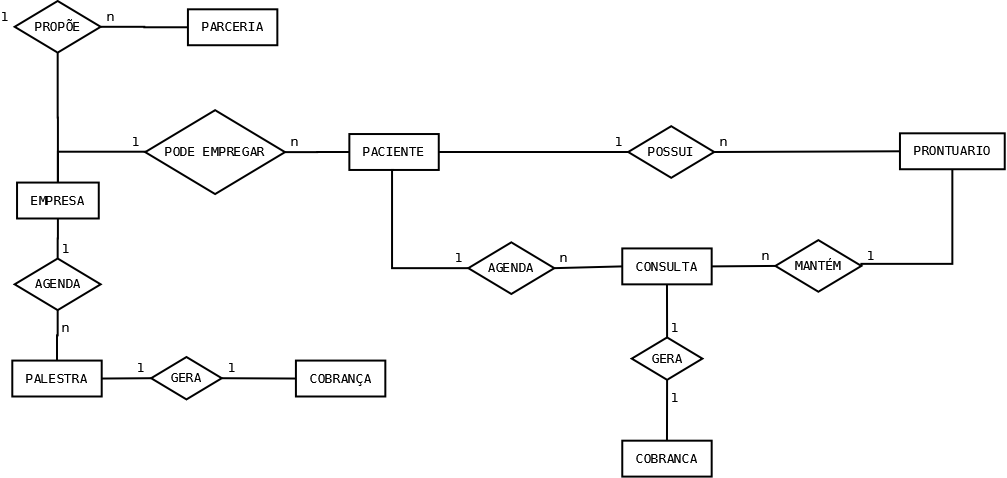 1
PROPÕE
n
PARCERIA
1
PODE EMPREGAR
n
PACIENTE
1
POSSUI
n
PRONTUARIO
EMPRESA
1
AGENDA
n
1
AGENDA
n
CONSULTA
n
MANTÉM
1
PALESTRA
1
GERA
1
COBRANÇA
1
GERA
1
COBRANCA